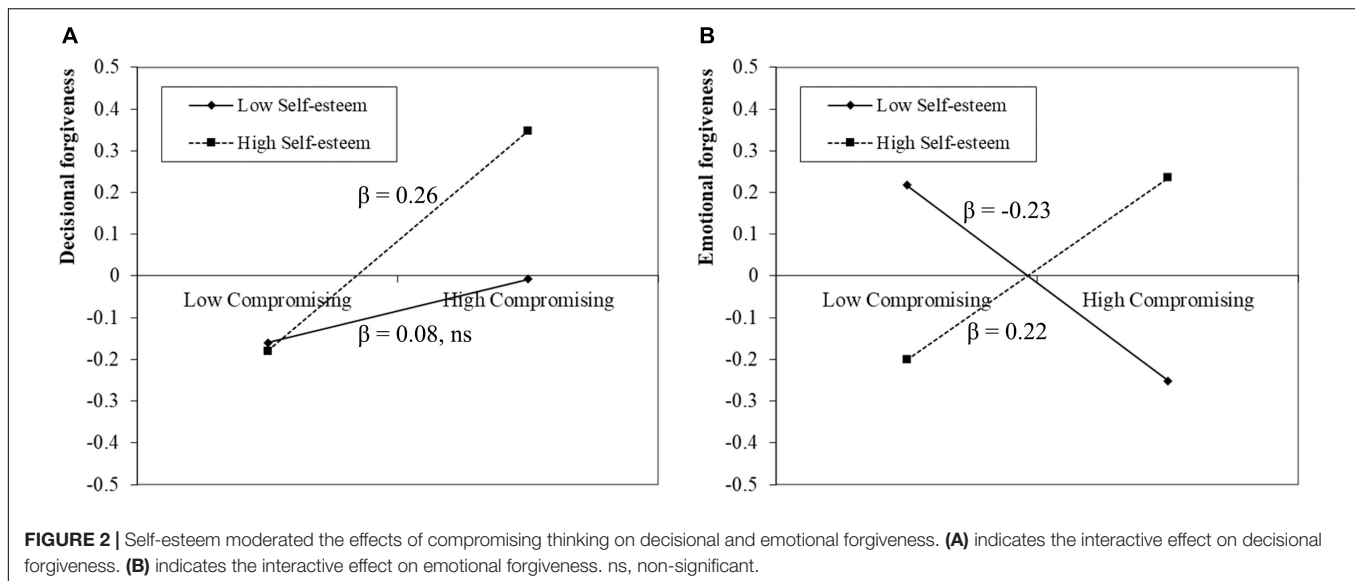 A
Decisional forgiveness
0.5
0.4
0.3
0.2
0.1
0
-0.1
-0.2
-0.3
-0.4
-0.5
Low Self-esteem
High Self-esteem
β = 0.26
Low Compromising
High Compromising
β = 0.08, ns
B
Emotional forgiveness
0.5
0.4
0.3
0.2
0.1
0
-0.1
-0.2
-0.3
-0.4
-0.5
Low Self-esteem
High Self-esteem
β = -0.23
Low Compromising
High Compromising
β = 0.22
FIGURE 2 | Self-esteem moderated the effects of compromising thinking on decisional and emotional forgiveness. (A) indicates the interactive effect on decisional
forgiveness. (B) indicates the interactive effect on emotional forgiveness. ns, non-significant.